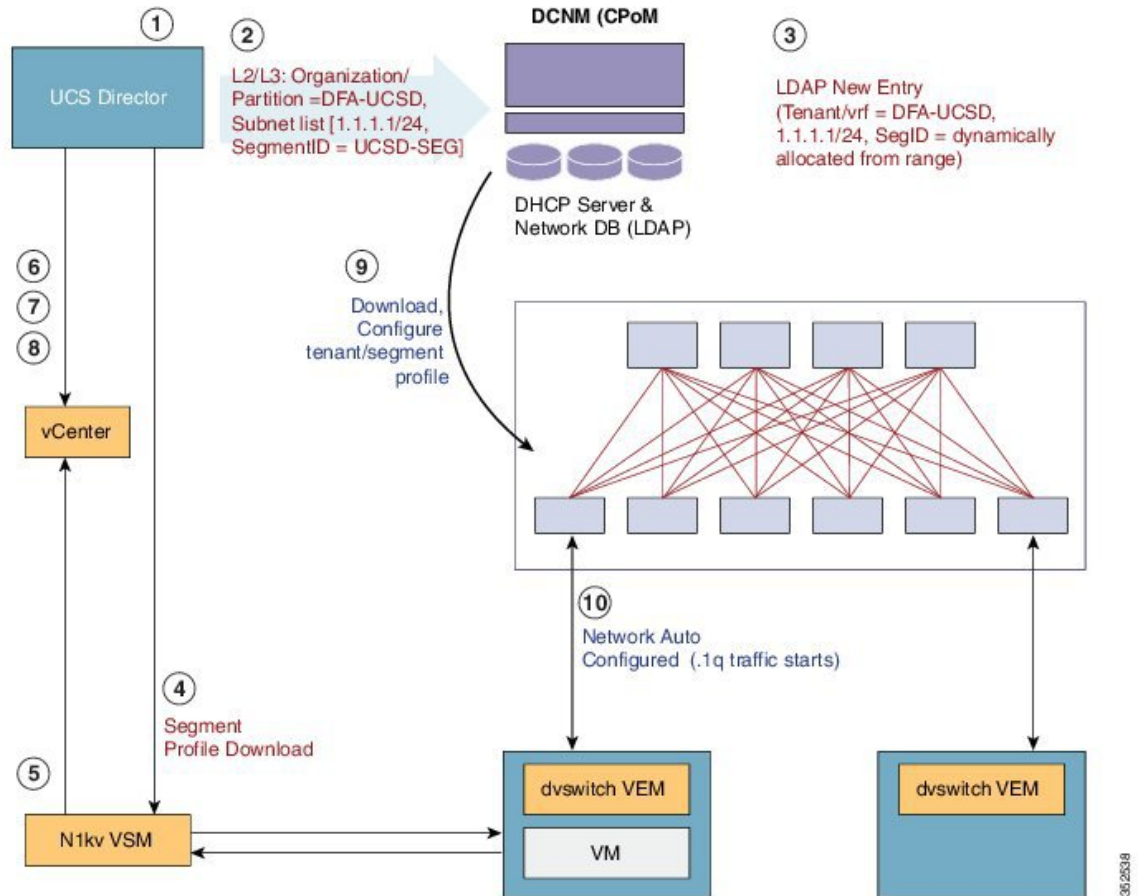 DCNM (CPoM
1
2
3
UCS Director
L2/L3: Organization/
Partition =DFA-UCSD,
Subnet list [1.1.1.1/24,
SegmentID = UCSD-SEG]
LDAP New Entry
(Tenant/vrf = DFA-UCSD,
1.1.1.1/24, SegID = dynamically
allocated from range)
DHCP Server &
Network DB (LDAP)
6
7
8
9
Download,
Configure
tenant/segment
profile
vCenter
10
Network Auto
Configured (.1q traffic starts)
4
Segment
Profile Download
5
N1kv VSM
dvswitch VEM
VM
dvswitch VEM
352538